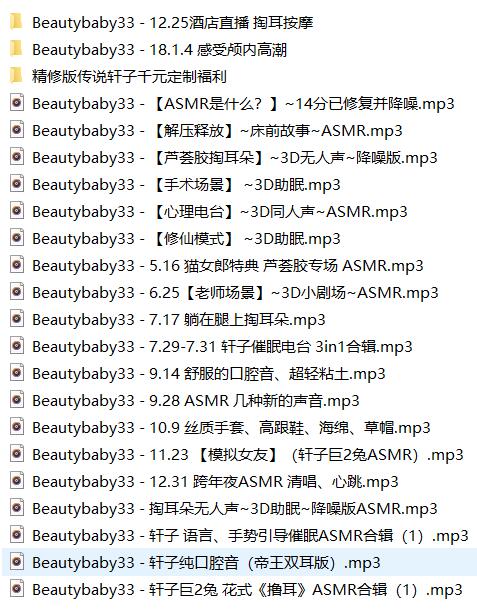 Beautybaby33 - 12.25酒店直播 掏耳按摩
Beautybaby33 - 18.1.4 感受颅内高潮
精修版传说轩子千元定制福利
Beautybaby33 - 【ASMR是什么？】~14分已修复并降噪.mp3
Beautybaby33 - 【解压释放】~床前故事~ASMR.mp3
Beautybaby33 - 【芦荟胶掏耳朵】~3D无人声~降噪版.mp3
Beautybaby33 - 【手术场景】 ~3D助眠.mp3
Beautybaby33 - 【心理电台】~3D同人声~ASMR.mp3
Beautybaby33 - 【修仙模式】 ~3D助眠.mp3
Beautybaby33 - 5.16 猫女郎特典 芦荟胶专场 ASMR.mp3
Beautybaby33 - 6.25【老师场景】~3D小剧场~ASMR.mp3
Beautybaby33 - 7.17 躺在腿上掏耳朵.mp3
Beautybaby33 - 7.29-7.31 轩子催眠电台 3in1合辑.mp3
Beautybaby33 - 9.14 舒服的口腔音、超轻粘土.mp3
Beautybaby33 - 9.28 ASMR 几种新的声音.mp3
Beautybaby33 - 10.9 丝质手套、高跟鞋、海绵、草帽.mp3
Beautybaby33 - 11.23 【模拟女友】（轩子巨2兔ASMR）.mp3
Beautybaby33 - 12.31 跨年夜ASMR 清唱、心跳.mp3
Beautybaby33 - 掏耳朵无人声~3D助眠~降噪版ASMR.mp3
Beautybaby33 - 轩子 语言、手势引导催眠ASMR合辑（1）.mp3
Beautybaby33 - 轩子纯口腔音（帝王双耳版）.mp3
Beautybaby33 - 轩子巨2兔 花式《撸耳》ASMR合辑（1）.mp3